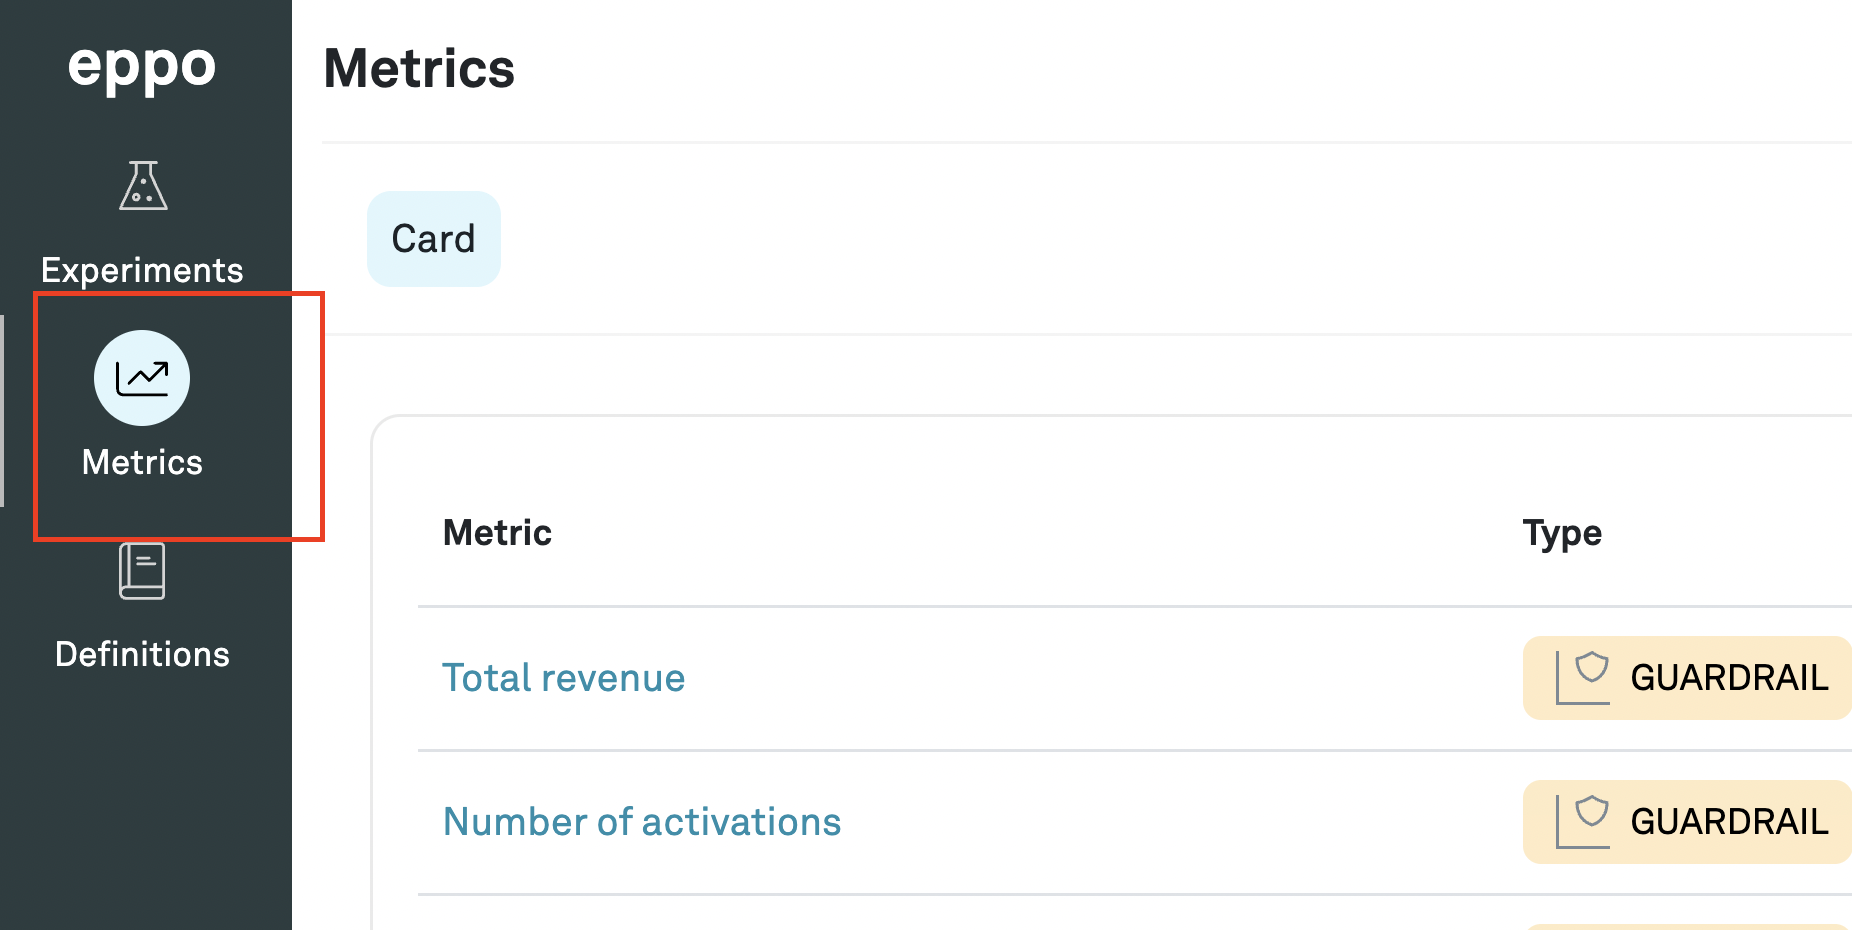 eppo
Experiments
Metrics
Definitions
Metrics
Card
Metric Type
Total revenue GUARDRAIL
Number of activations GUARDRAIL